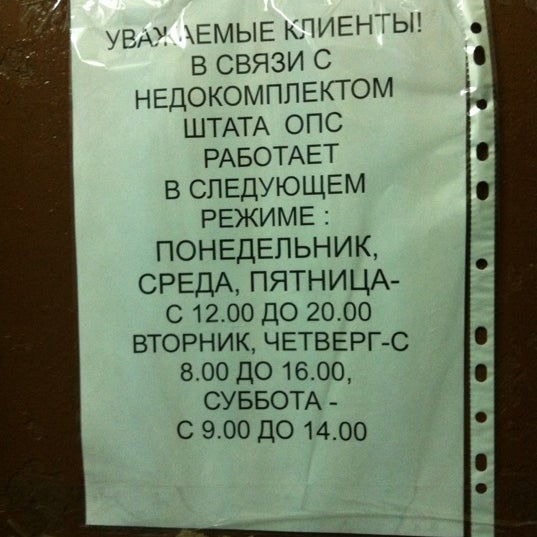 УВАЖАЕМЫЕ КЛИЕНТЫ!
В СВЯЗИ С
НЕДОКОМПЛЕКТОМ
ШТАТА ОПС
РАБОТАЕТ
В СЛЕДУЮЩЕМ
РЕЖИМЕ :
ПОНЕДЕЛЬНИК,
СРЕДА, ПЯТНИЦА-
С 12.00 ДО 20.00
ВТОРНИК, ЧЕТВЕРГ-С
8.00 ДО 16.00,
СУББОТА -
С 9.00 ДО 14.00